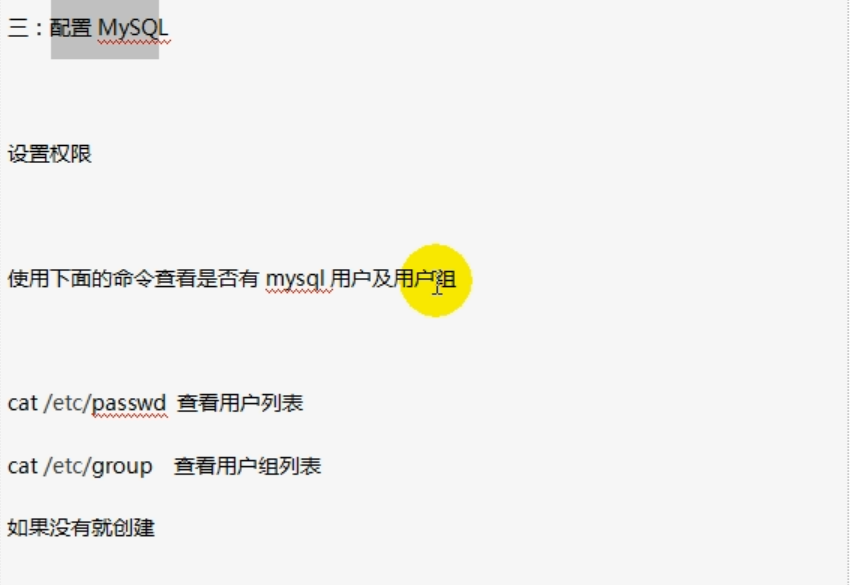 三：配置 MySQL
设置权限
使用下面的命令查看是否有 mysql 用户及用户组
cat /etc/passwd  查看用户列表
cat /etc/group   查看用户组列表
如果没有就创建